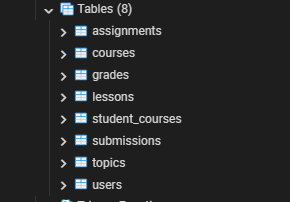 Tables (8)
assignments
courses
grades
lessons
student_courses
submissions
topics
users